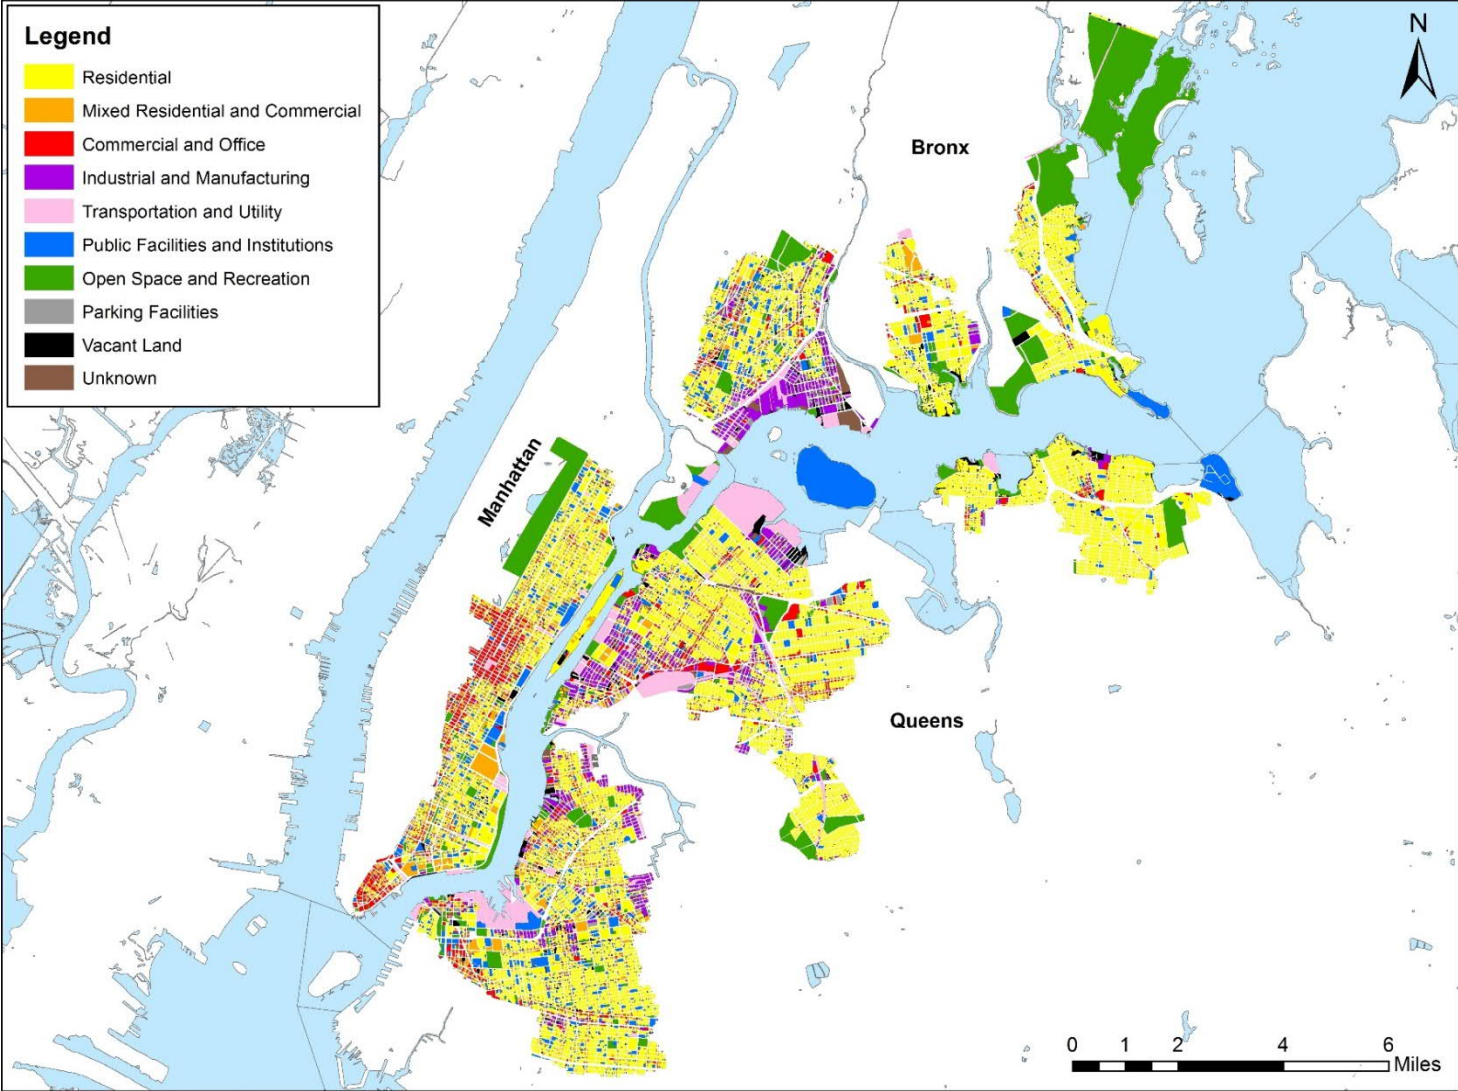 Legend
Residential
Mixed Residential and Commercial
Commercial and Office
Industrial and Manufacturing
Transportation and Utility
Public Facilities and Institutions
Open Space and Recreation
Parking Facilities
Vacant Land
Unknown
N
Bronx
Manhattan
Queens
0 1 2 4 6
Miles